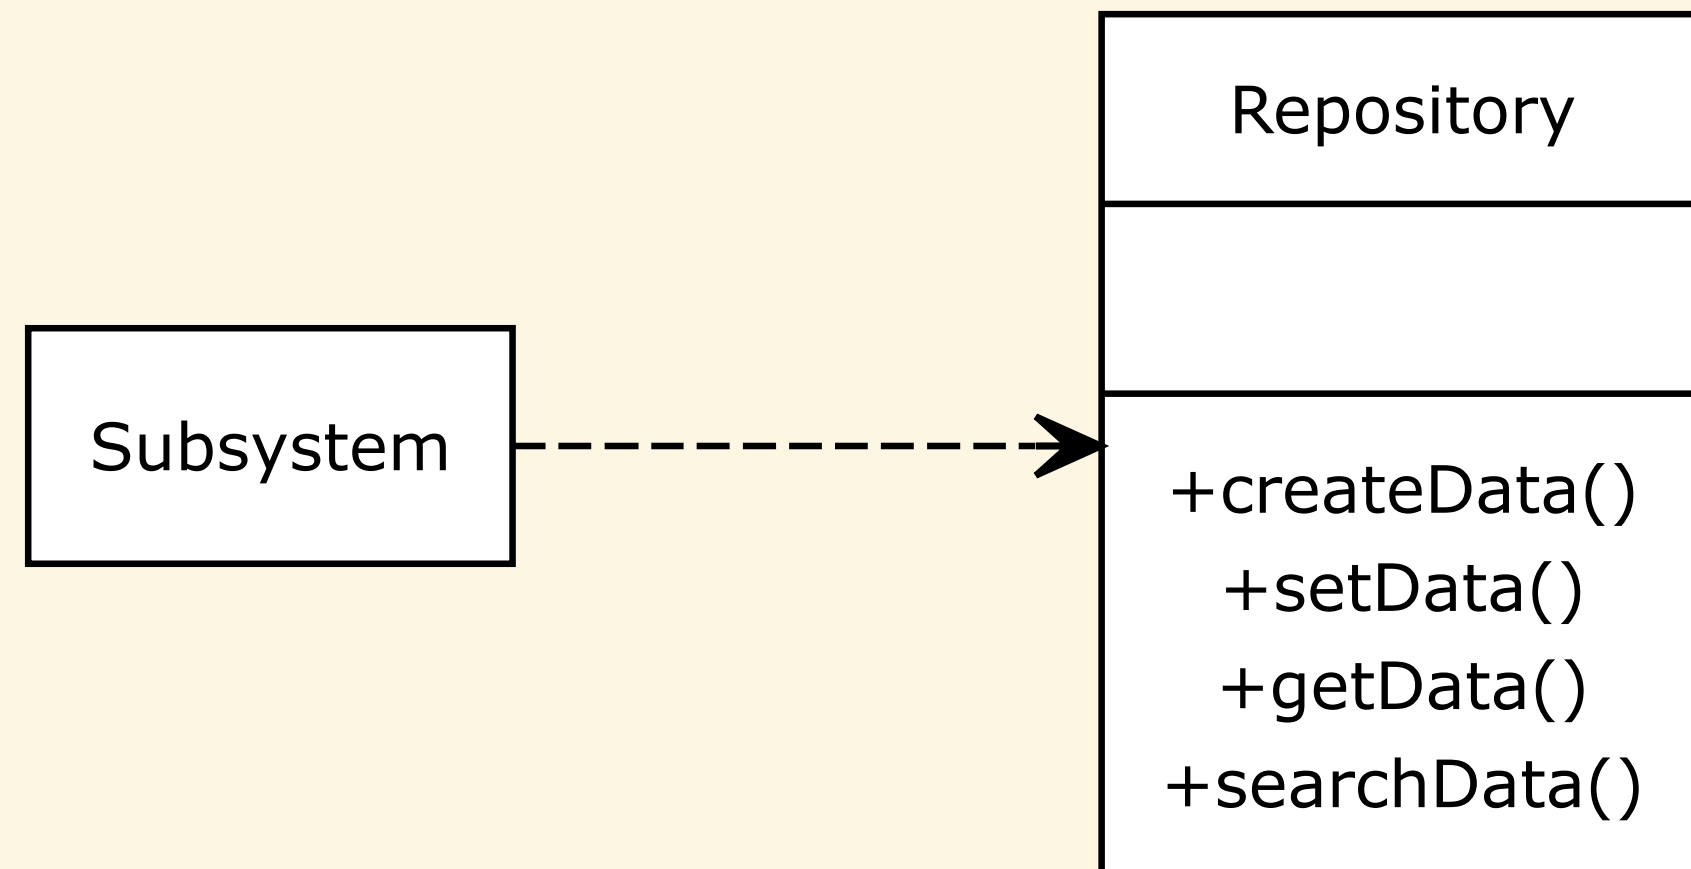 Repository
Subsystem
+createData()
+setData()
+getData()
+searchData()